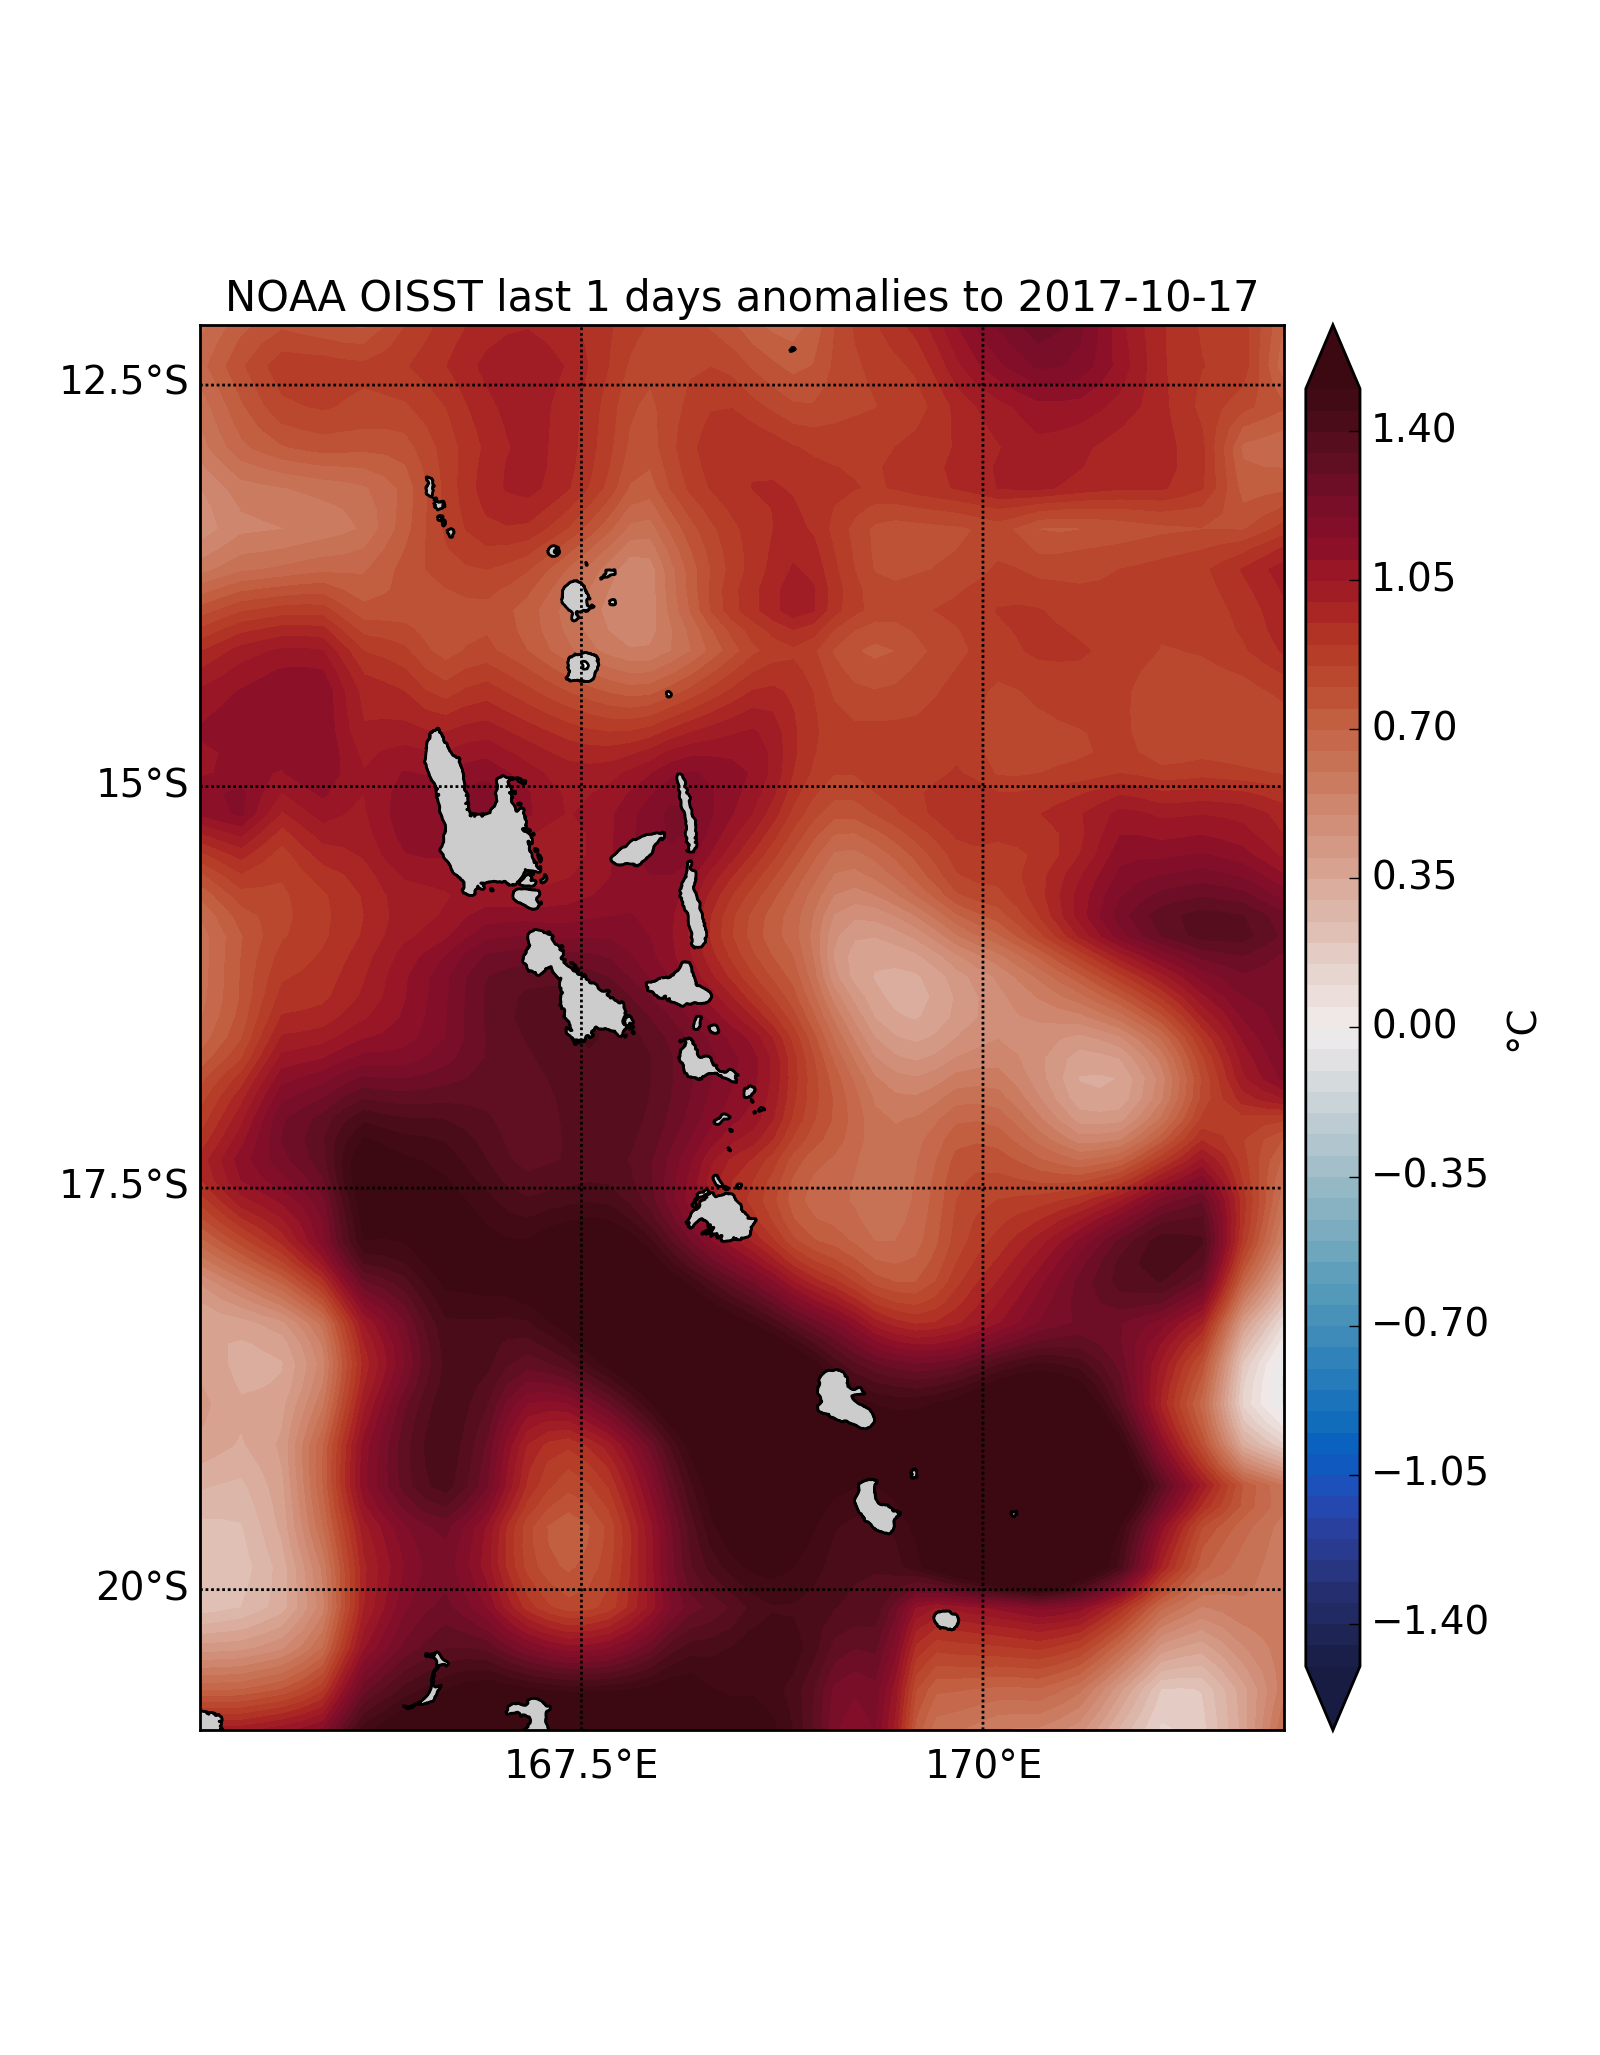 NOAA OISST last 1 days anomalies to 2017-10-17
12.5°S
15°S
17.5°S
20°S
167.5°E
170°E
1.40
1.05
0.70
0.35
0.00
−0.35
−0.70
−1.05
−1.40
°C